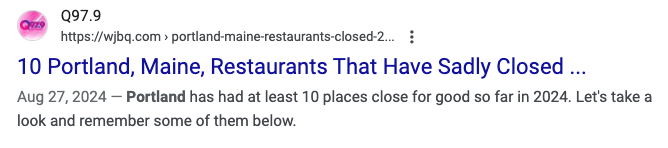 Q97.9
Q97.9
https://wjbq.com › portland-maine-restaurants-closed-2...
10 Portland, Maine, Restaurants That Have Sadly Closed ...
Aug 27, 2024 — Portland has had at least 10 places close for good so far in 2024. Let's take a
look and remember some of them below.